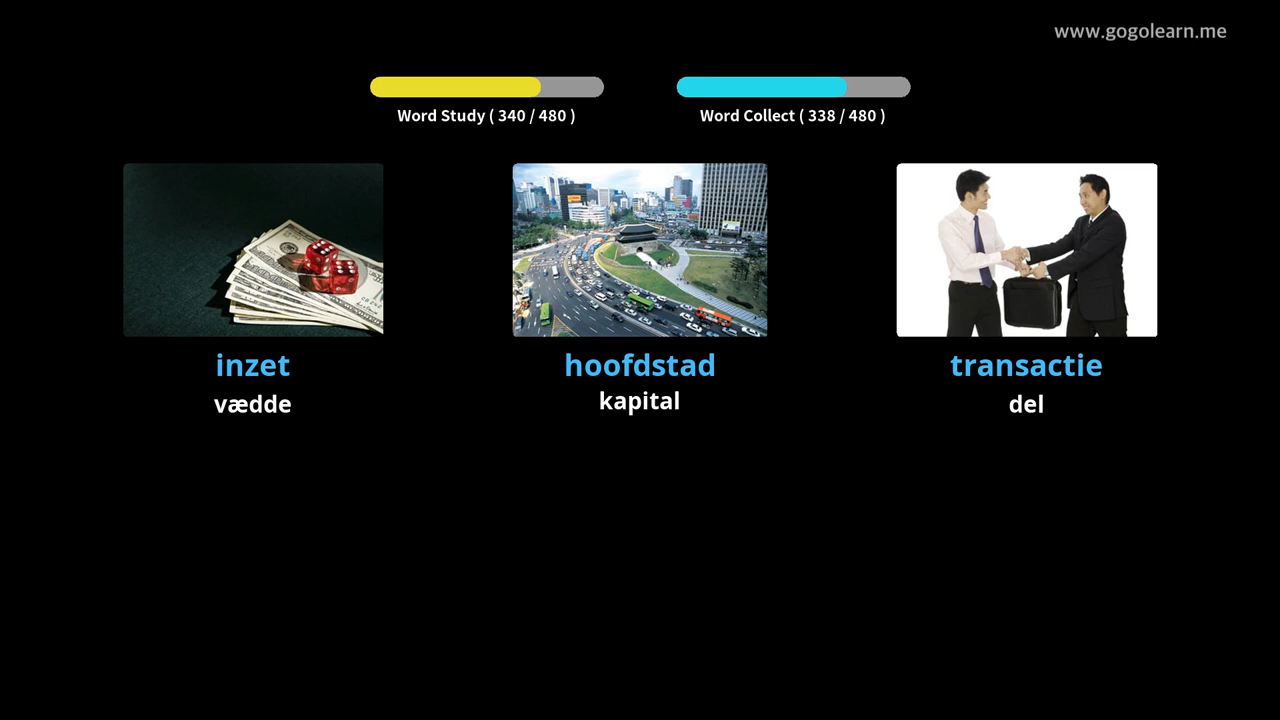 www.gogolearn.me
Word Study ( 340 / 480 )
Word Collect ( 338 / 480 )
inzet
vædde
hoofdstad
kapital
transactie
del